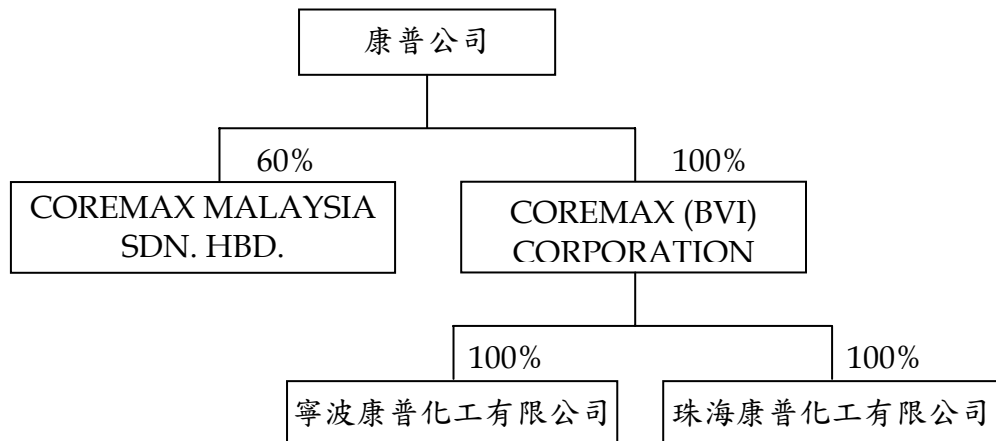 康普公司
60%
100%
COREMAX MALAYSIA
SDN. HBD.
COREMAX (BVI)
CORPORATION
100%
100%
寧波康普化工有限公司
珠海康普化工有限公司